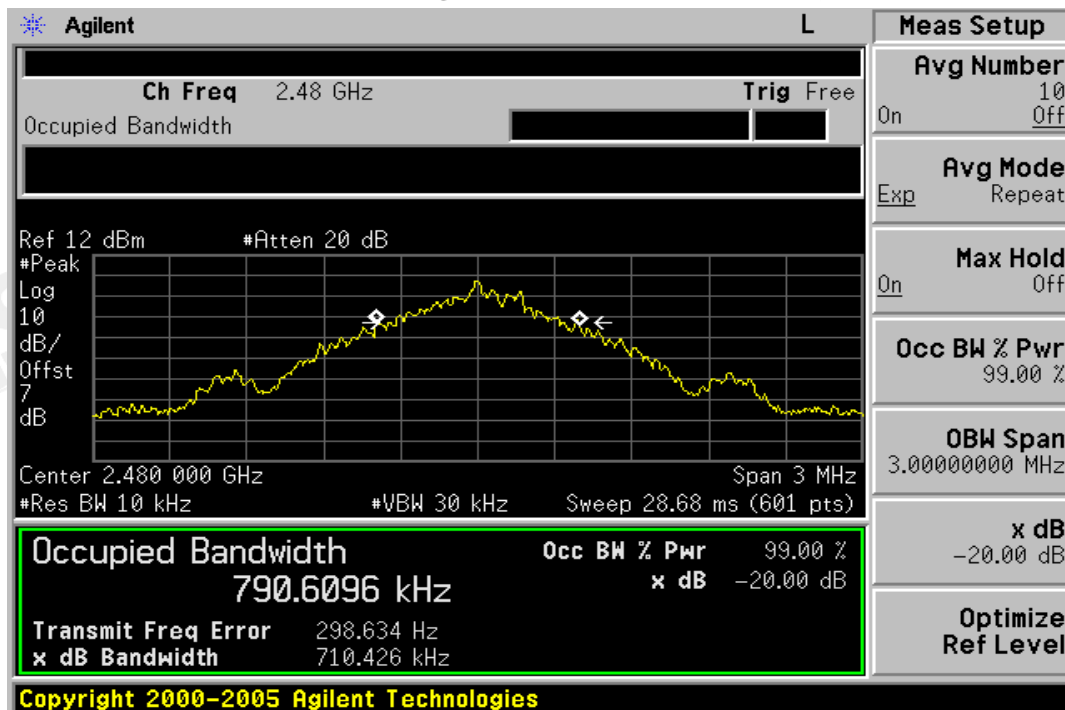 Agilent L
Ch Freq 2.48 GHz Trig Free
Occupied Bandwidth
Ref 12 dBm #Atten 20 dB
#Peak
Log
10
dB/
Offst
7
dB
Center 2.480 000 GHz Span 3 MHz
#Res BW 10 kHz #VBW 30 kHz Sweep 28.68 ms (601 pts)
Occupied Bandwidth Occ BW % Pwr 99.00 %
790.6096 kHz x dB -20.00 dB
Transmit Freq Error 298.634 Hz
x dB Bandwidth 710.426 kHz
Copyright 2000-2005 Agilent Technologies
Meas Setup
Avg Number
10
On Off
Avg Mode
Exp Repeat
Max Hold
On Off
Occ BW % Pwr
99.00 %
OBW Span
3.00000000 MHz
x dB
-20.00 dB
Optimize
Ref Level